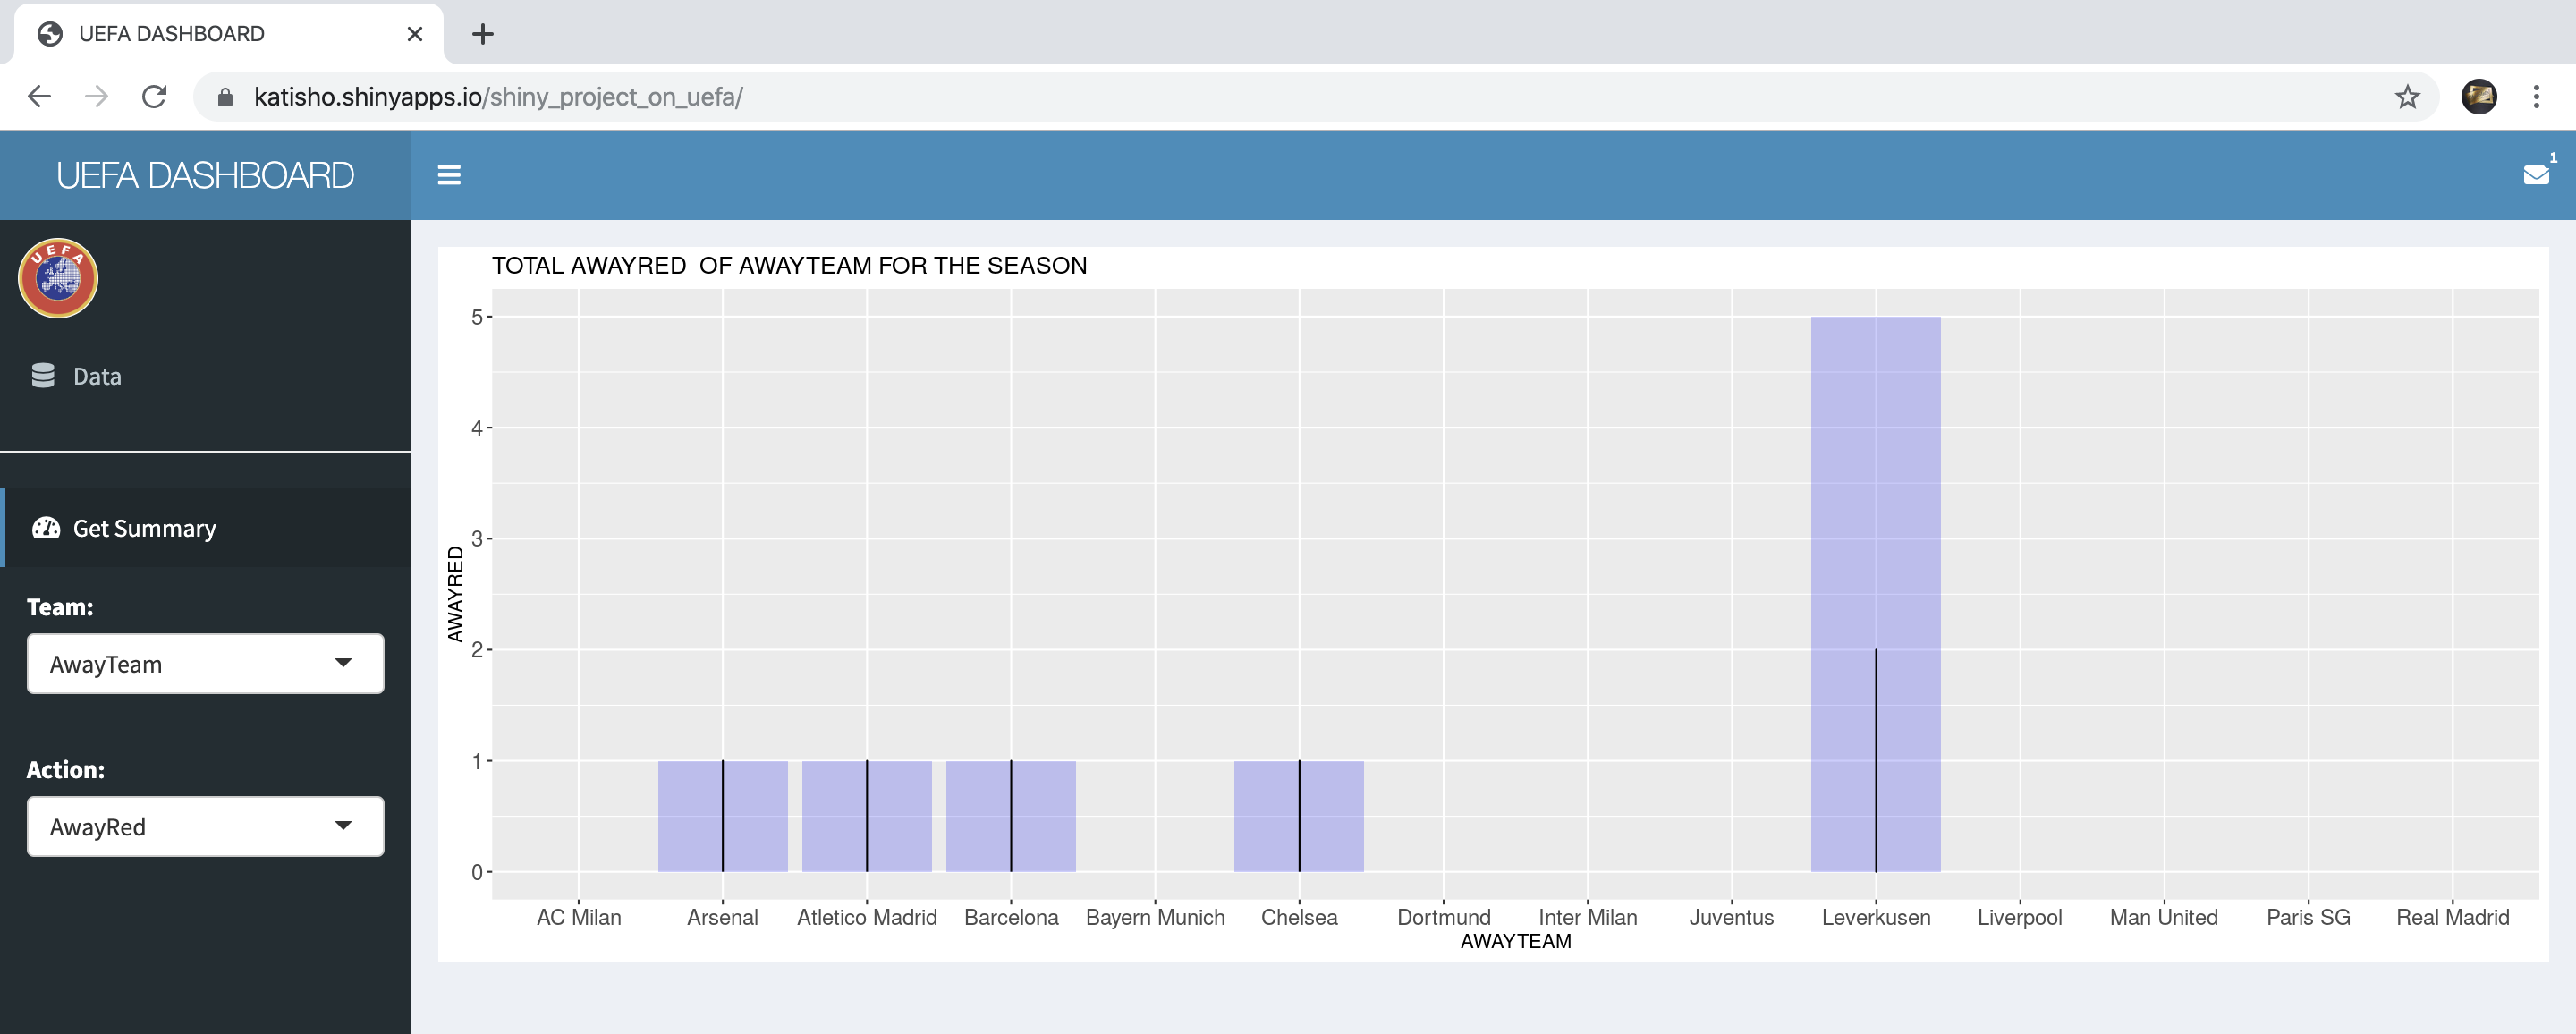 UEFA DASHBOARD
katisho.shinyapps.io/shiny_project_on_uefa/
UEFA DASHBOARD
1
UEFA
Data
Get Summary
Team:
AwayTeam
Action:
AwayRed
TOTAL AWAYRED  OF AWAYTEAM FOR THE SEASON
AWAYRED
5
4
3
2
1
0
AC Milan Arsenal Atletico Madrid Barcelona Bayern Munich Chelsea Dortmund Inter Milan Juventus Leverkusen Liverpool Man United Paris SG Real Madrid
AWAYTEAM